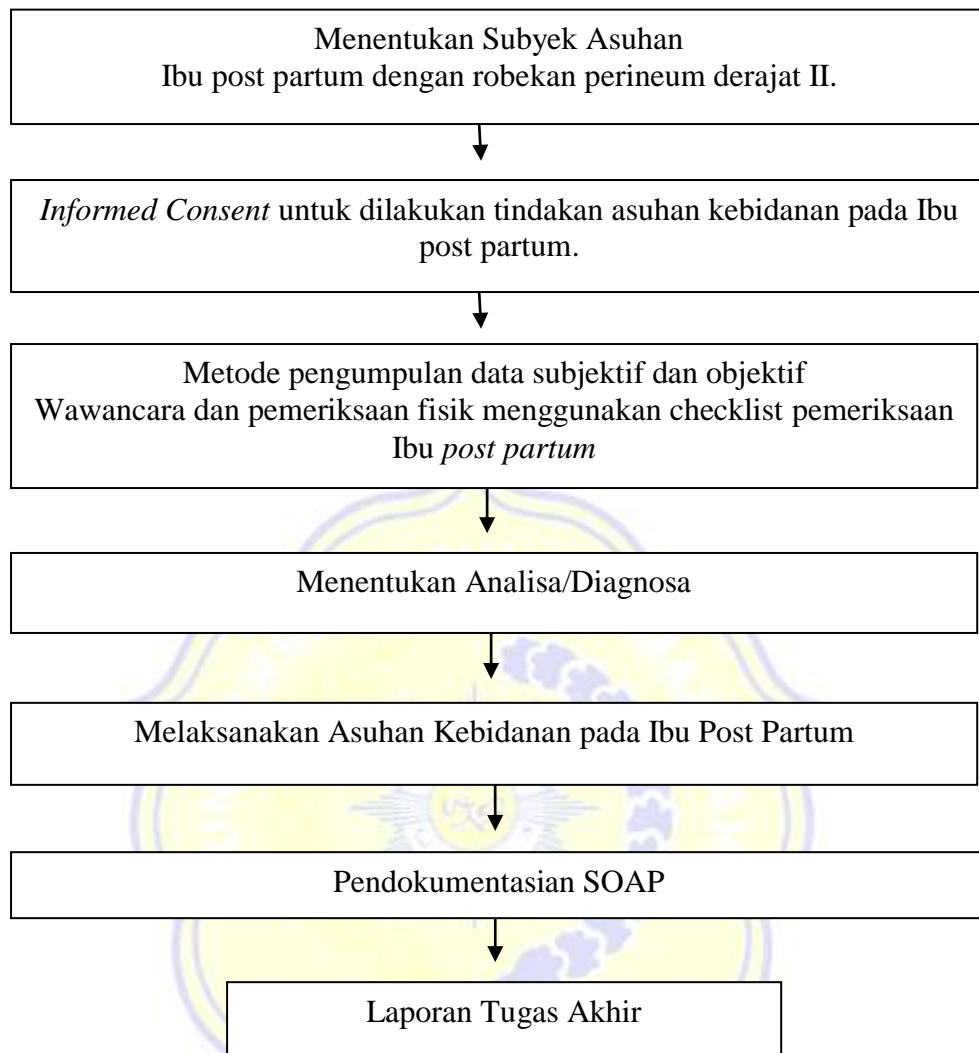 Menentukan Subyek Asuhan
Ibu post partum dengan robekan perineum derajat II.
Informed Consent untuk dilakukan tindakan asuhan kebidanan pada Ibu
post partum.
Metode pengumpulan data subjektif dan objektif
Wawancara dan pemeriksaan fisik menggunakan checklist pemeriksaan
Ibu post partum
Menentukan Analisa/Diagnosa
Melaksanakan Asuhan Kebidanan pada Ibu Post Partum
Pendokumentasian SOAP
Laporan Tugas Akhir